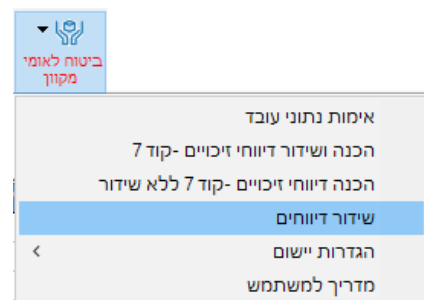 ביטוח לאומי
מקוון
אימות נתוני עובד
הכנה ושידור דיווחי זיכויים -קוד 7
הכנה דיווחי זיכויים -קוד 7 ללא שידור
שידור דיווחים
הגדרות יישום
מדריך למשתמש